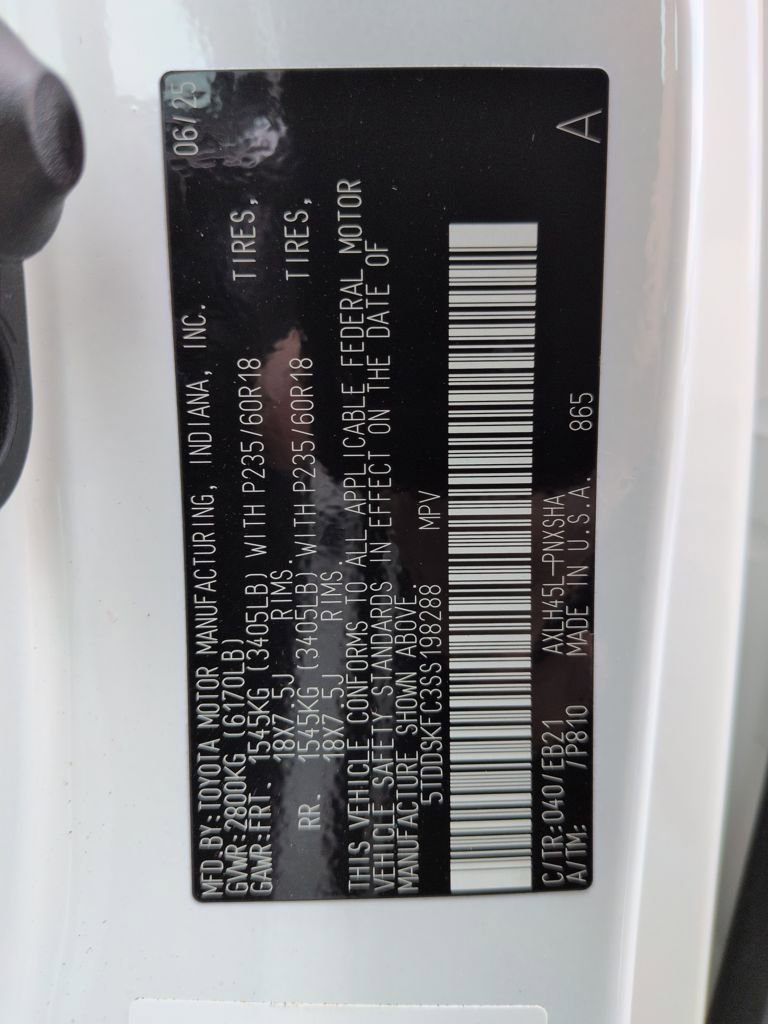 MFD.BY:TOYOTA MOTOR MANUFACTURING, INDIANA, INC. 06/25
GVWR:2800KG (6170LB)
GAWR:FRT. 1545KG (3405LB) WITH P235/60R18 TIRES,
18X7.5J RIMS.
RR. 1545KG (3405LB) WITH P235/60R18 TIRES,
18X7.5J RIMS.
THIS VEHICLE CONFORMS TO ALL APPLICABLE FEDERAL MOTOR
VEHICLE SAFETY STANDARDS IN EFFECT ON THE DATE OF
MANUFACTURE SHOWN ABOVE.
5TDDSKFC3SS198288 MPV
C/TR:040/EB21 AXLH45L-PNXSHA
A/TM: /P810 MADE IN U.S.A. 865 A